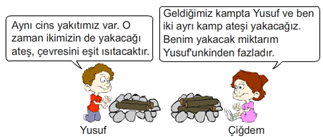 Aynı cins yakıtımız var. O
zaman ikimizin de yakacağı
ateş, çevresini eşit ısıtacaktır.
Geldiğimiz kampta Yusuf ve ben
iki ayrı kamp ateşi yakacağız.
Benim yakacak miktarım
Yusuf'unkinden fazladır.
Yusuf
Çiğdem